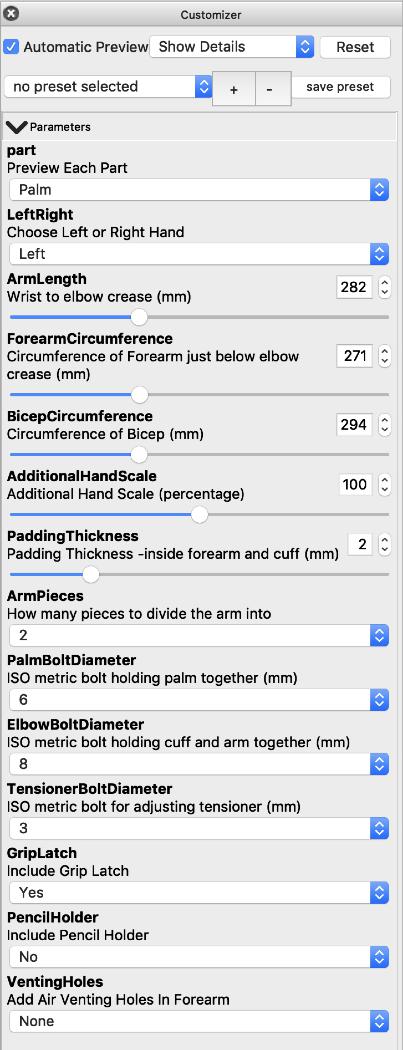 Customizer
Automatic Preview Show Details Reset
no preset selected + - save preset
Parameters
part
Preview Each Part
Palm
LeftRight
Choose Left or Right Hand
Left
ArmLength
Wrist to elbow crease (mm) 282
ForearmCircumference
Circumference of Forearm just below elbow 271
crease (mm)
BicepCircumference
Circumference of Bicep (mm) 294
AdditionalHandScale
Additional Hand Scale (percentage) 100
PaddingThickness
Padding Thickness -inside forearm and cuff (mm) 2
ArmPieces
How many pieces to divide the arm into
2
PalmBoltDiameter
ISO metric bolt holding palm together (mm)
6
ElbowBoltDiameter
ISO metric bolt holding cuff and arm together (mm)
8
TensionerBoltDiameter
ISO metric bolt for adjusting tensioner (mm)
3
GripLatch
Include Grip Latch
Yes
PencilHolder
Include Pencil Holder
No
VentingHoles
Add Air Venting Holes In Forearm
None